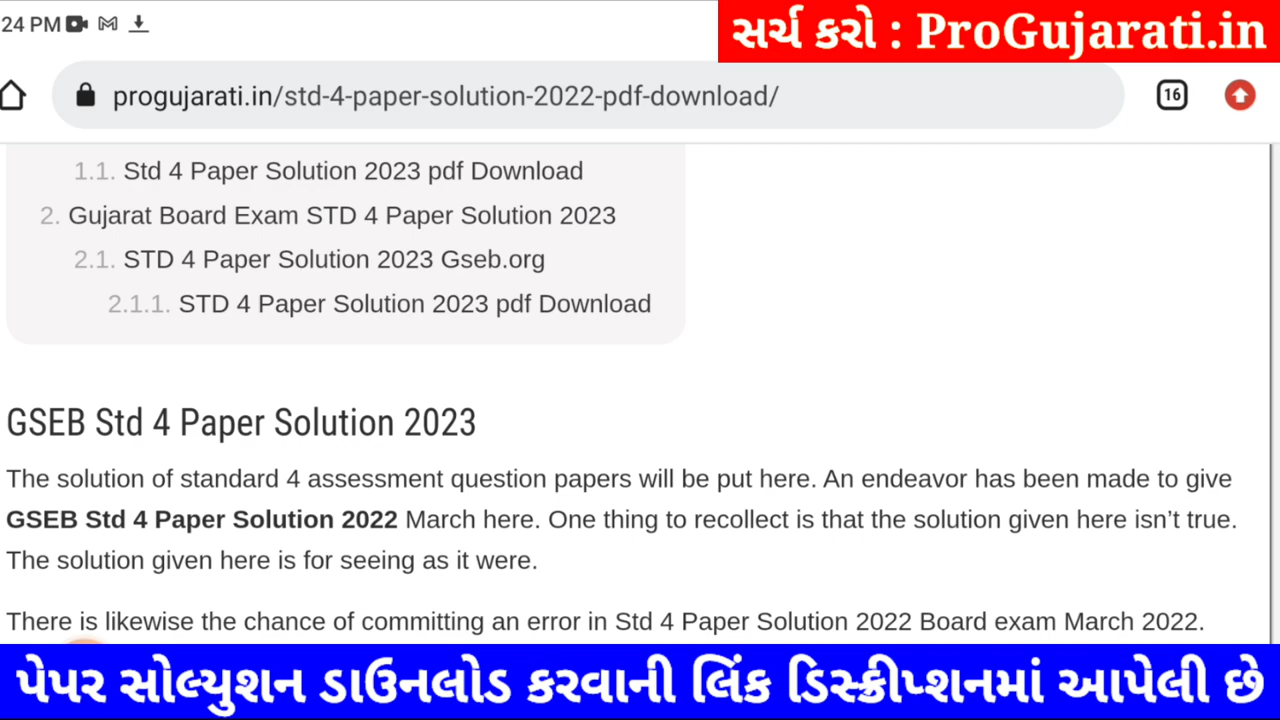 24 PM
સર્ચ કરો : ProGujarati.in
progujarati.in/std-4-paper-solution-2022-pdf-download/
16
1.1. Std 4 Paper Solution 2023 pdf Download
2. Gujarat Board Exam STD 4 Paper Solution 2023
2.1. STD 4 Paper Solution 2023 Gseb.org
2.1.1. STD 4 Paper Solution 2023 pdf Download
GSEB Std 4 Paper Solution 2023
The solution of standard 4 assessment question papers will be put here. An endeavor has been made to give
GSEB Std 4 Paper Solution 2022 March here. One thing to recollect is that the solution given here isn’t true.
The solution given here is for seeing as it were.
There is likewise the chance of committing an error in Std 4 Paper Solution 2022 Board exam March 2022.
પેપર સોલ્યુશન ડાઉનલોડ કરવાની લિંક ડિસ્ક્રીપ્શનમાં આપેલી છે